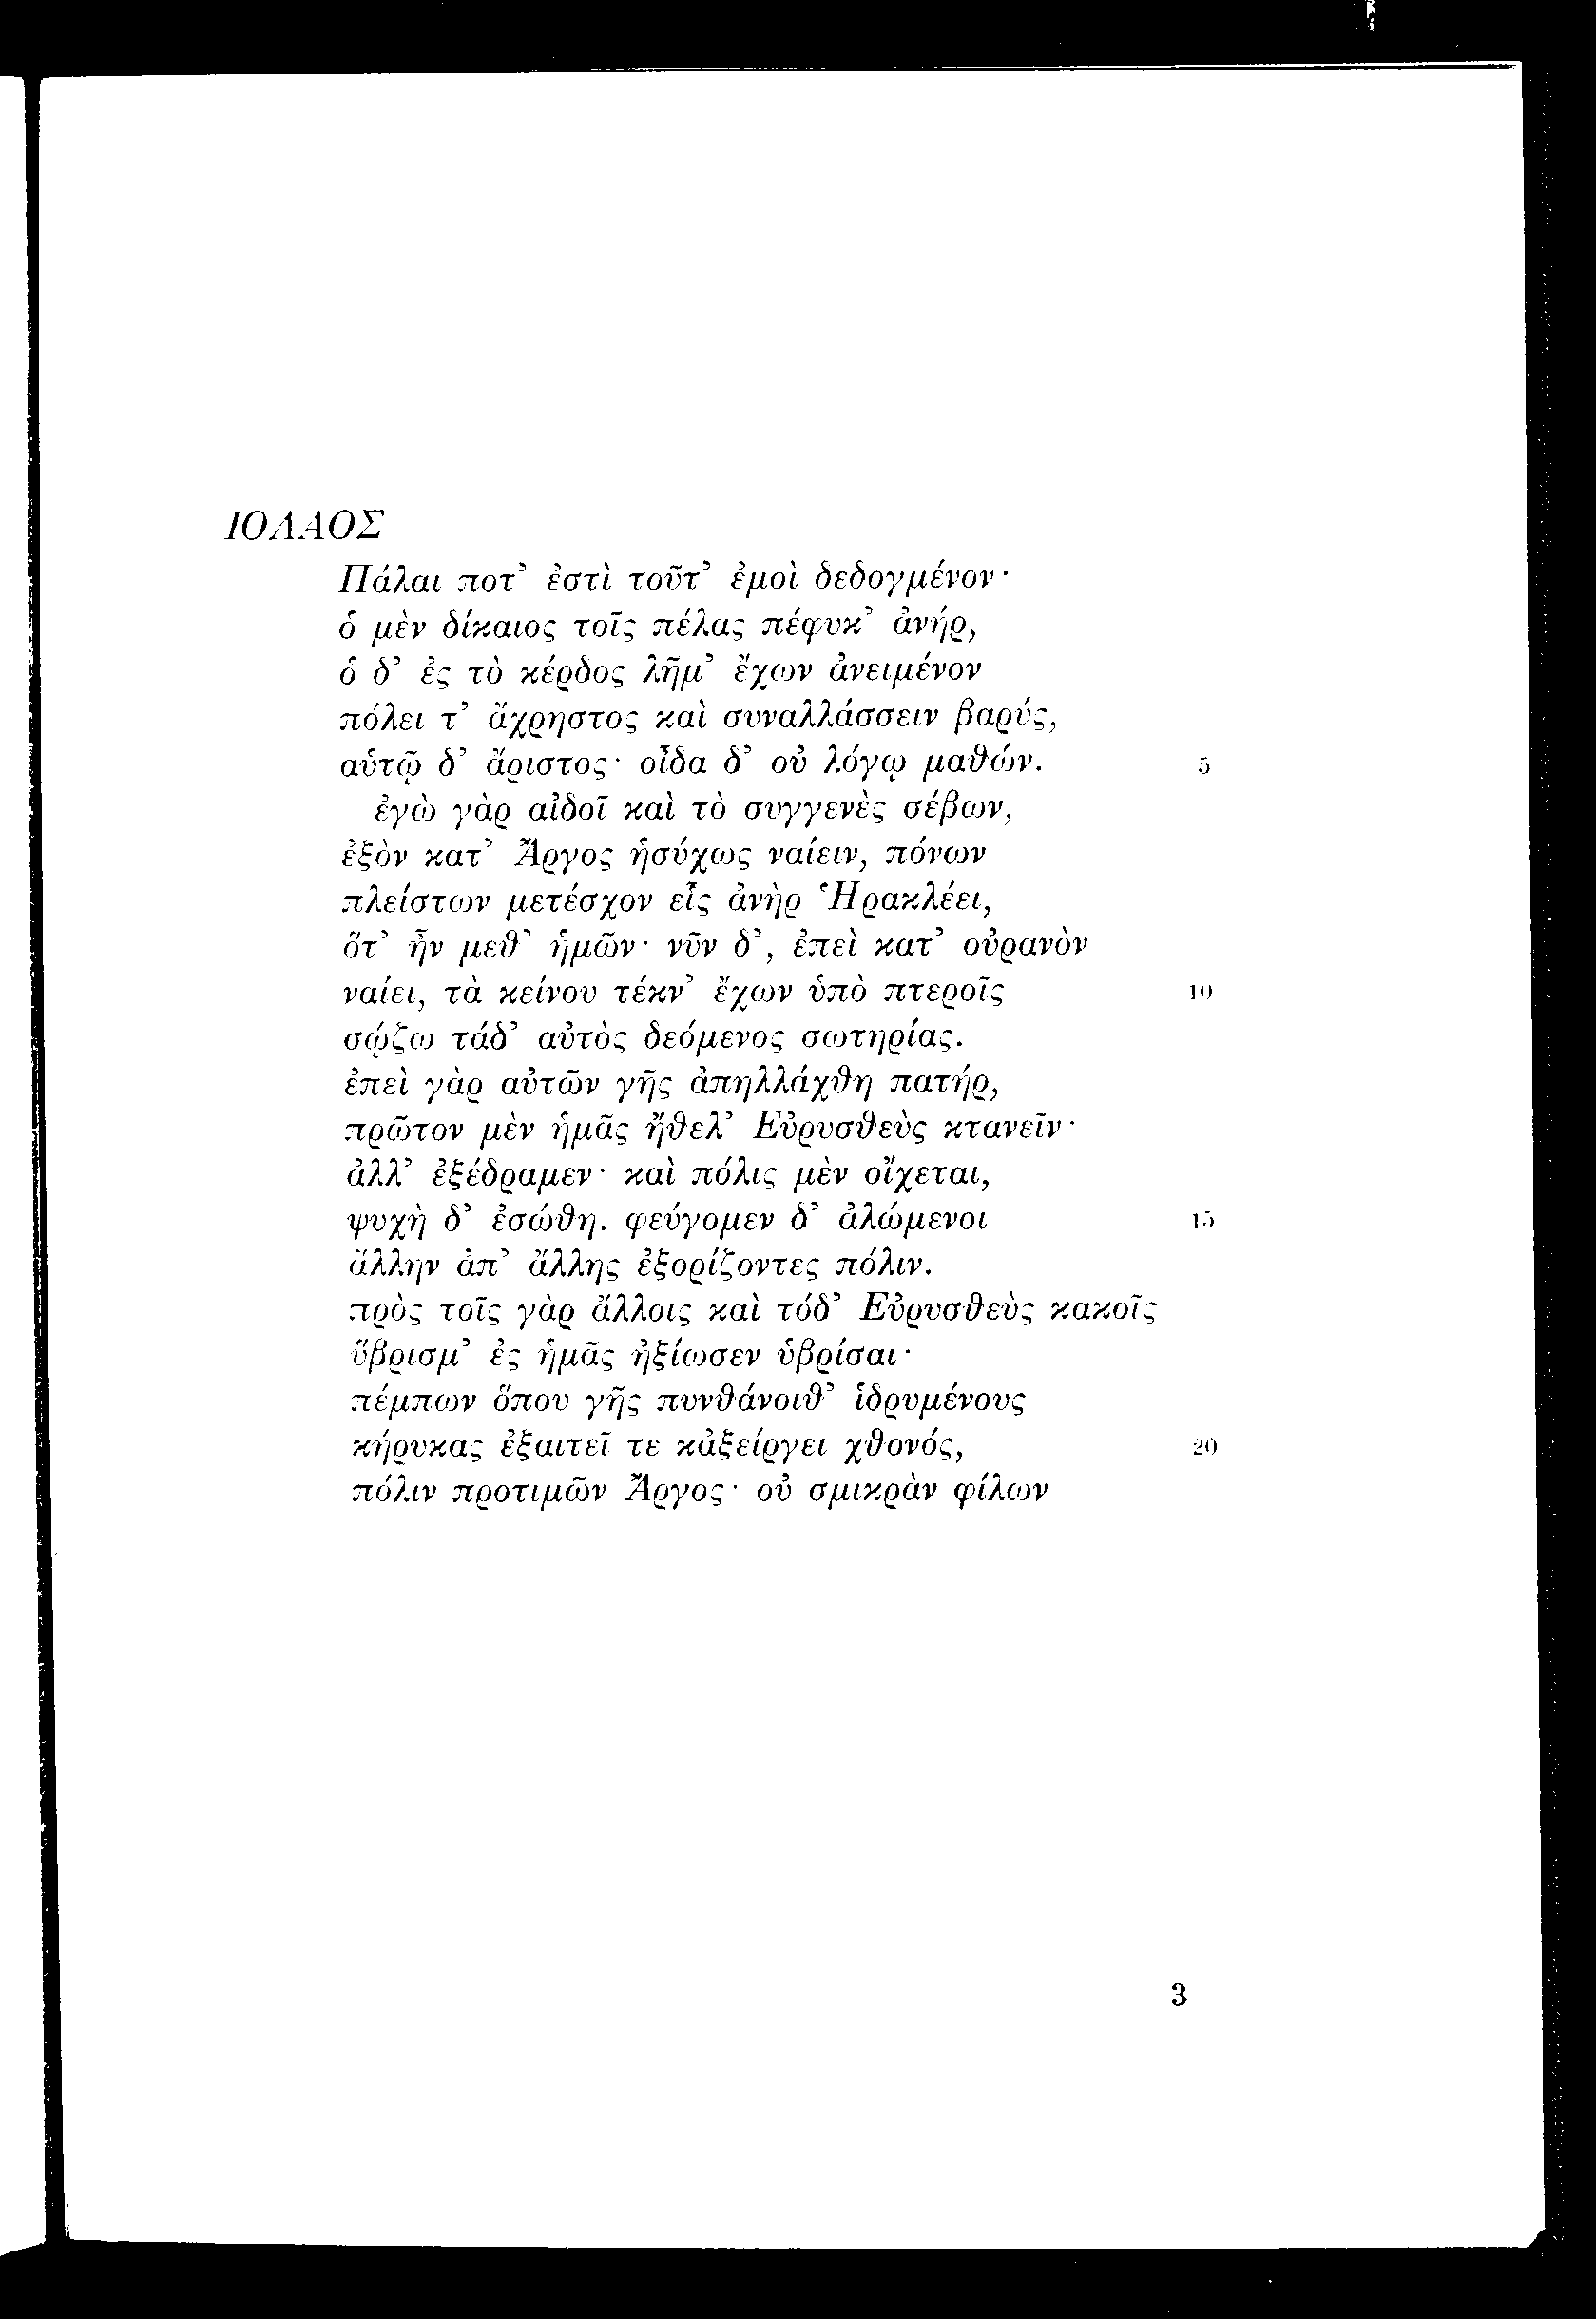 ΙΟΛΑΟΣ
Πάλαι ποτ’ ἐστὶ τοῦτ’ ἐμοὶ δεδογμένον·
ὁ μὲν δίκαιος τοῖς πέλας πέφυκ’ ἀνήρ,
ὁ δ’ ἐς τὸ κέρδος λῆμ’ ἔχων ἀνειμένον
πόλει τ’ ἄχρηστος καὶ συναλλάσσειν βαρύς,
αὑτῷ δ’ ἄριστος· οἶδα δ’ οὐ λόγῳ μαθών. 5
ἐγὼ γὰρ αἰδοῖ καὶ τὸ συγγενὲς σέβων,
ἐξὸν κατ’ Ἄργος ἡσύχως ναίειν, πόνων
πλείστων μετέσχον εἷς ἀνὴρ Ἡρακλέει,
ὅτ’ ἦν μεθ’ ἡμῶν· νῦν δ’, ἐπεὶ κατ’ οὐρανὸν
ναίει, τὰ κείνου τέκν’ ἔχων ὑπὸ πτεροῖς 10
σῴζω τάδ’ αὐτὸς δεόμενος σωτηρίας.
ἐπεὶ γὰρ αὐτῶν γῆς ἀπηλλάχθη πατήρ,
πρῶτον μὲν ἡμᾶς ἤθελ’ Εὐρυσθεὺς κτανεῖν·
ἀλλ’ ἐξέδραμεν· καὶ πόλις μὲν οἴχεται,
ψυχὴ δ’ ἐσώθη. φεύγομεν δ’ ἀλώμενοι 15
ἄλλην ἀπ’ ἄλλης ἐξορίζοντες πόλιν.
πρὸς τοῖς γὰρ ἄλλοις καὶ τόδ’ Εὐρυσθεὺς κακοῖς
ὕβρισμ’ ἐς ἡμᾶς ἠξίωσεν ὑβρίσαι·
πέμπων ὅπου γῆς πυνθάνοιθ’ ἱδρυμένους
κήρυκας ἐξαιτεῖ τε κἀξείργει χθονός, 20
πόλιν προτιμῶν Ἄργος· οὐ σμικρὰν φίλων
3